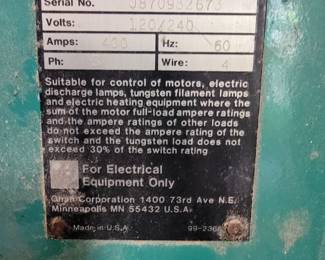 Serial No. J870932673
Volts: 120/240
Amps: 400 Hz: 60
Ph: Wire: 4
Suitable for control of motors, electric
discharge lamps, tungsten filament lamps
and electric heating equipment where the
sum of the motor full-load ampere ratings
and the ampere ratings of other loads
do not exceed the ampere rating of the
switch and the tungsten load does not
exceed 30% of the switch rating
For Electrical
Equipment Only
Onan Corporation 1400 73rd Ave N.E.
Minneapolis MN 55432 U.S.A.
Made in U.S.A.